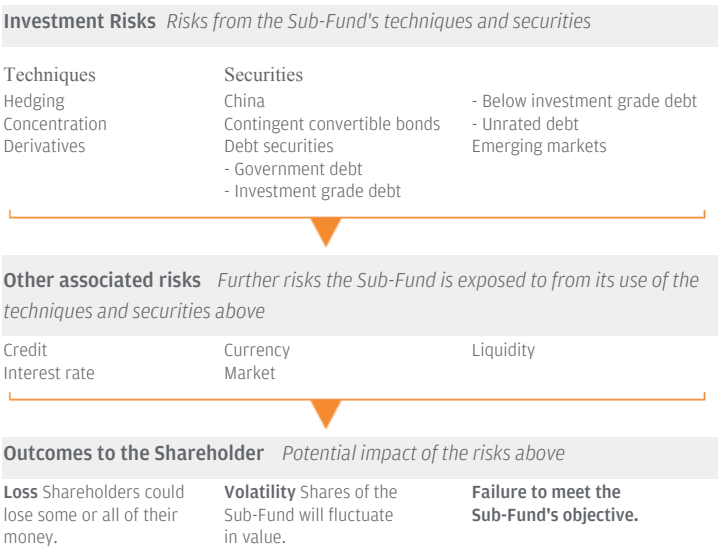 Investment Risks Risks from the Sub-Fund's techniques and securities
Techniques
Hedging
Concentration
Derivatives
Securities
China
Contingent convertible bonds
Debt securities
- Government debt
- Investment grade debt
- Below investment grade debt
- Unrated debt
Emerging markets
Other associated risks Further risks the Sub-Fund is exposed to from its use of the
techniques and securities above
Credit
Interest rate
Currency
Market
Liquidity
Outcomes to the Shareholder Potential impact of the risks above
Loss Shareholders could
lose some or all of their
money.
Volatility Shares of the
Sub-Fund will fluctuate
in value.
Failure to meet the
Sub-Fund's objective.